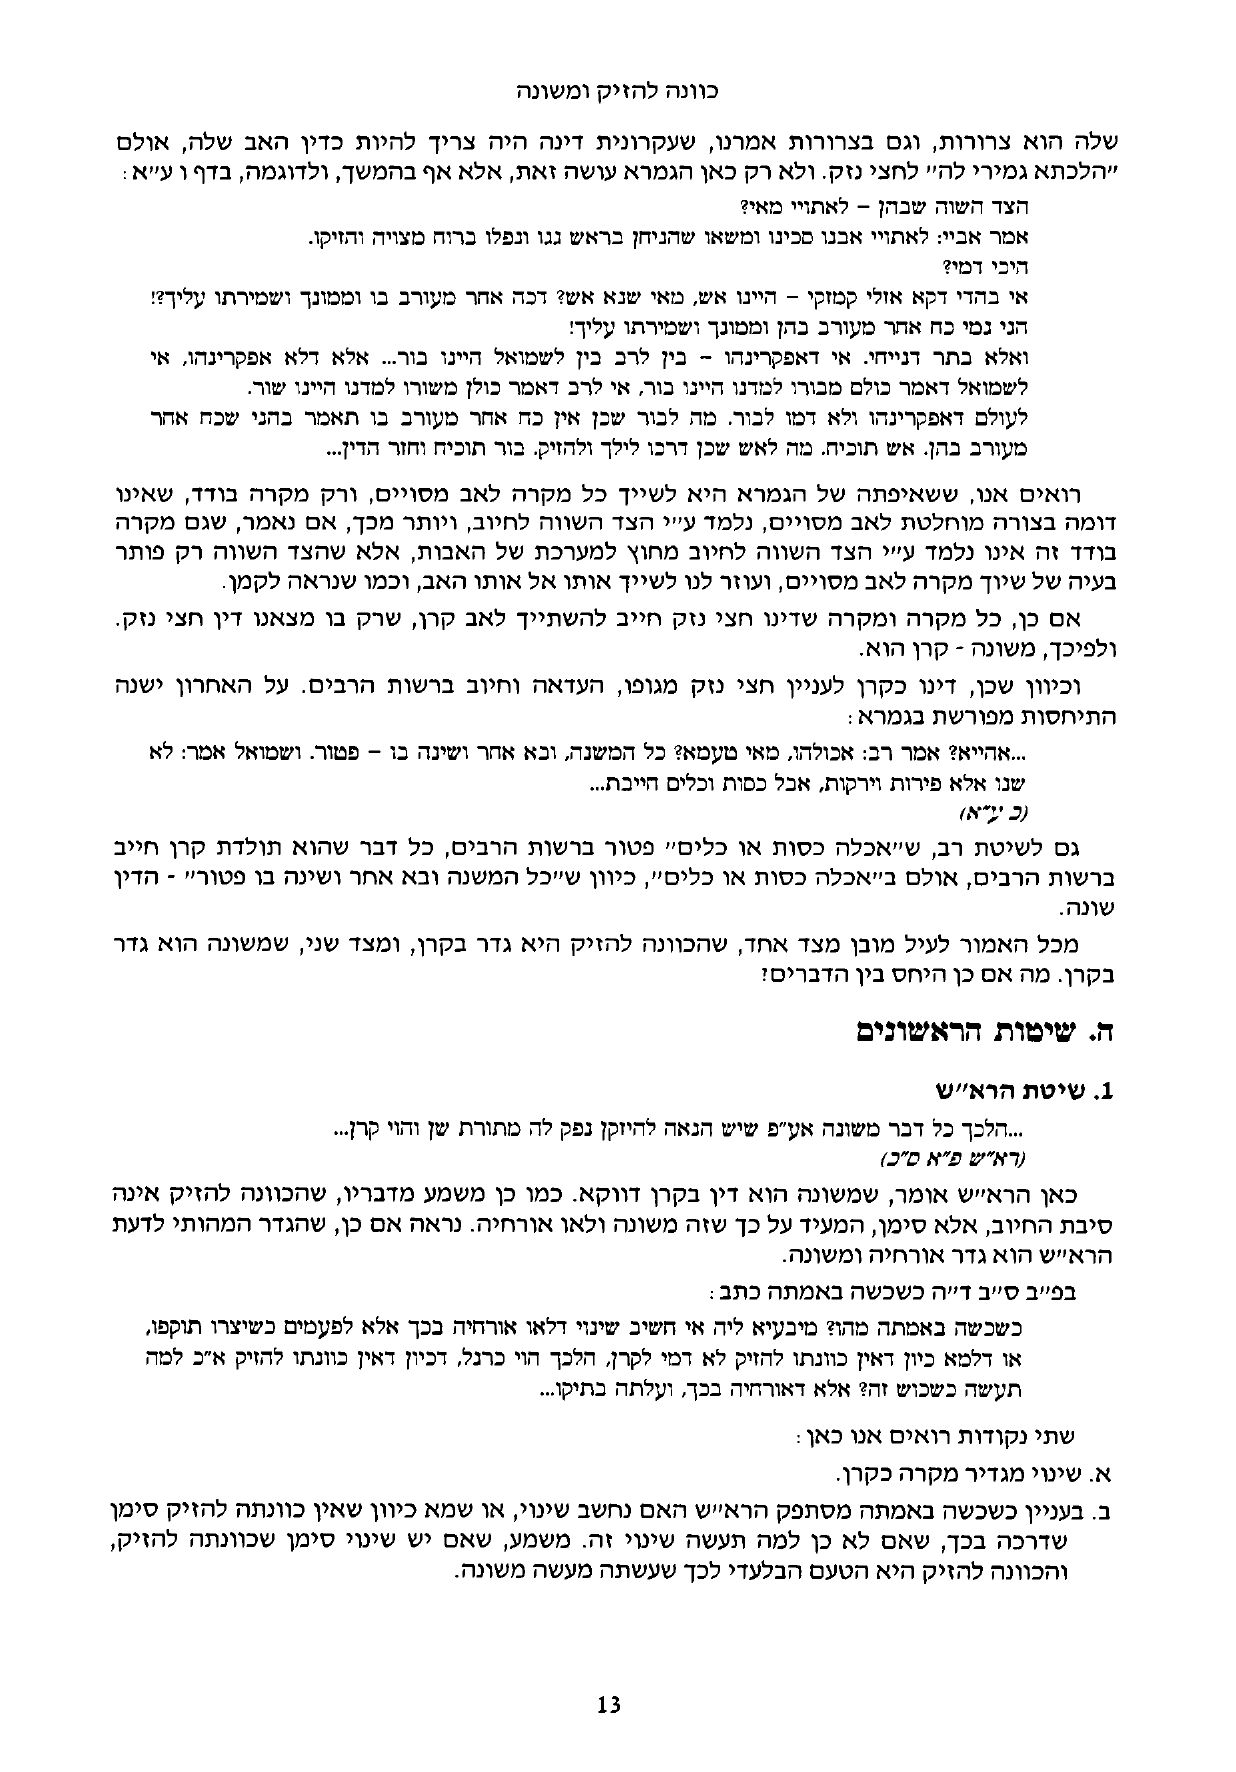 כוונה להזיק ומשונה
שלה הוא צרורות, וגם בצרורות אמרנו, שעקרונית דינה היה צריך להיות כדין האב שלה, אולם
"הלכתא גמירי לה" לחצי נזק. ולא רק כאן הגמרא עושה זאת, אלא אף בהמשך, ולדוגמה, בדף ו ע"א:
הצד השוה שבהן – לאתויי מאי?
אמר אביי: לאתויי אבנו סכינו ומשאו שהניחן בראש גגו ונפלו ברוח מצויה והזיקו.
היכי דמי?
אי בהדי דקא אזלי קמזקי – היינו אש, מאי שנא אש? דכח אחר מעורב בו וממונך ושמירתו עליך?!
הני נמי כח אחר מעורב בהן וממונך ושמירתו עליך!
ואלא בתר דנייחי. אי דאפקרינהו – בין לרב בין לשמואל היינו בור... אלא דלא אפקרינהו, אי
לשמואל דאמר כולם מבורו למדנו היינו בור, אי לרב דאמר כולן משורו למדנו היינו שור.
לעולם דאפקרינהו ולא דמו לבור. מה לבור שכן אין כח אחר מעורב בו תאמר בהני שכח אחר
מעורב בהן. אש תוכיח. מה לאש שכן דרכו לילך ולהזיק. בור תוכיח וחזר הדין...
רואים אנו, ששאיפתה של הגמרא היא לשייך כל מקרה לאב מסויים, ורק מקרה בודד, שאינו
דומה בצורה מוחלטת לאב מסויים, נלמד ע"י הצד השווה לחיוב, ויותר מכך, אם נאמר, שגם מקרה
בודד זה אינו נלמד ע"י הצד השווה לחיוב מחוץ למערכת של האבות, אלא שהצד השווה רק פותר
בעיה של שיוך מקרה לאב מסויים, ועוזר לנו לשייך אותו אל אותו האב, וכמו שנראה לקמן.
אם כן, כל מקרה ומקרה שדינו חצי נזק חייב להשתייך לאב קרן, שרק בו מצאנו דין חצי נזק.
ולפיכך, משונה - קרן הוא.
וכיוון שכן, דינו כקרן לעניין חצי נזק מגופו, העדאה וחיוב ברשות הרבים. על האחרון ישנה
התיחסות מפורשת בגמרא:
...אהייא? אמר רב: אכולהו, מאי טעמא? כל המשנה, ובא אחר ושינה בו – פטור. ושמואל אמר: לא
שנו אלא פירות וירקות, אבל כסות וכלים חייבת...
(כ ע"א)
גם לשיטת רב, ש"אכלה כסות או כלים" פטור ברשות הרבים, כל דבר שהוא תולדת קרן חייב
ברשות הרבים, אולם ב"אכלה כסות או כלים", כיוון ש"כל המשנה ובא אחר ושינה בו פטור" - הדין
שונה.
מכל האמור לעיל מובן מצד אחד, שהכוונה להזיק היא גדר בקרן, ומצד שני, שמשונה הוא גדר
בקרן. מה אם כן היחס בין הדברים?
ה. שיטות הראשונים
1. שיטת הרא"ש
...הלכך כל דבר משונה אע"פ שיש הנאה להיזקן נפק לה מתורת שן והוי קרן...
(רא"ש פ"א ס"כ)
כאן הרא"ש אומר, שמשונה הוא דין בקרן דווקא. כמו כן משמע מדבריו, שהכוונה להזיק אינה
סיבת החיוב, אלא סימן, המעיד על כך שזה משונה ולאו אורחיה. נראה אם כן, שהגדר המהותי לדעת
הרא"ש הוא גדר אורחיה ומשונה.
בפ"ב ס"ב ד"ה כשכשה באמתה כתב:
כשכשה באמתה מהו? מיבעיא ליה אי חשיב שינוי דלאו אורחיה בכך אלא לפעמים כשיצרו תוקפו,
או דלמא כיון דאין כוונתו להזיק לא דמי לקרן, הלכך הוי כרגל, דכיון דאין כוונתו להזיק א"כ למה
תעשה כשכוש זה? אלא דאורחיה בכך, ועלתה בתיקו...
שתי נקודות רואים אנו כאן:
א. שינוי מגדיר מקרה כקרן.
ב. בעניין כשכשה באמתה מסתפק הרא"ש האם נחשב שינוי, או שמא כיוון שאין כוונתה להזיק סימן
שדרכה בכך, שאם לא כן למה תעשה שינוי זה. משמע, שאם יש שינוי סימן שכוונתה להזיק,
והכוונה להזיק היא הטעם הבלעדי לכך שעשתה מעשה משונה.
13